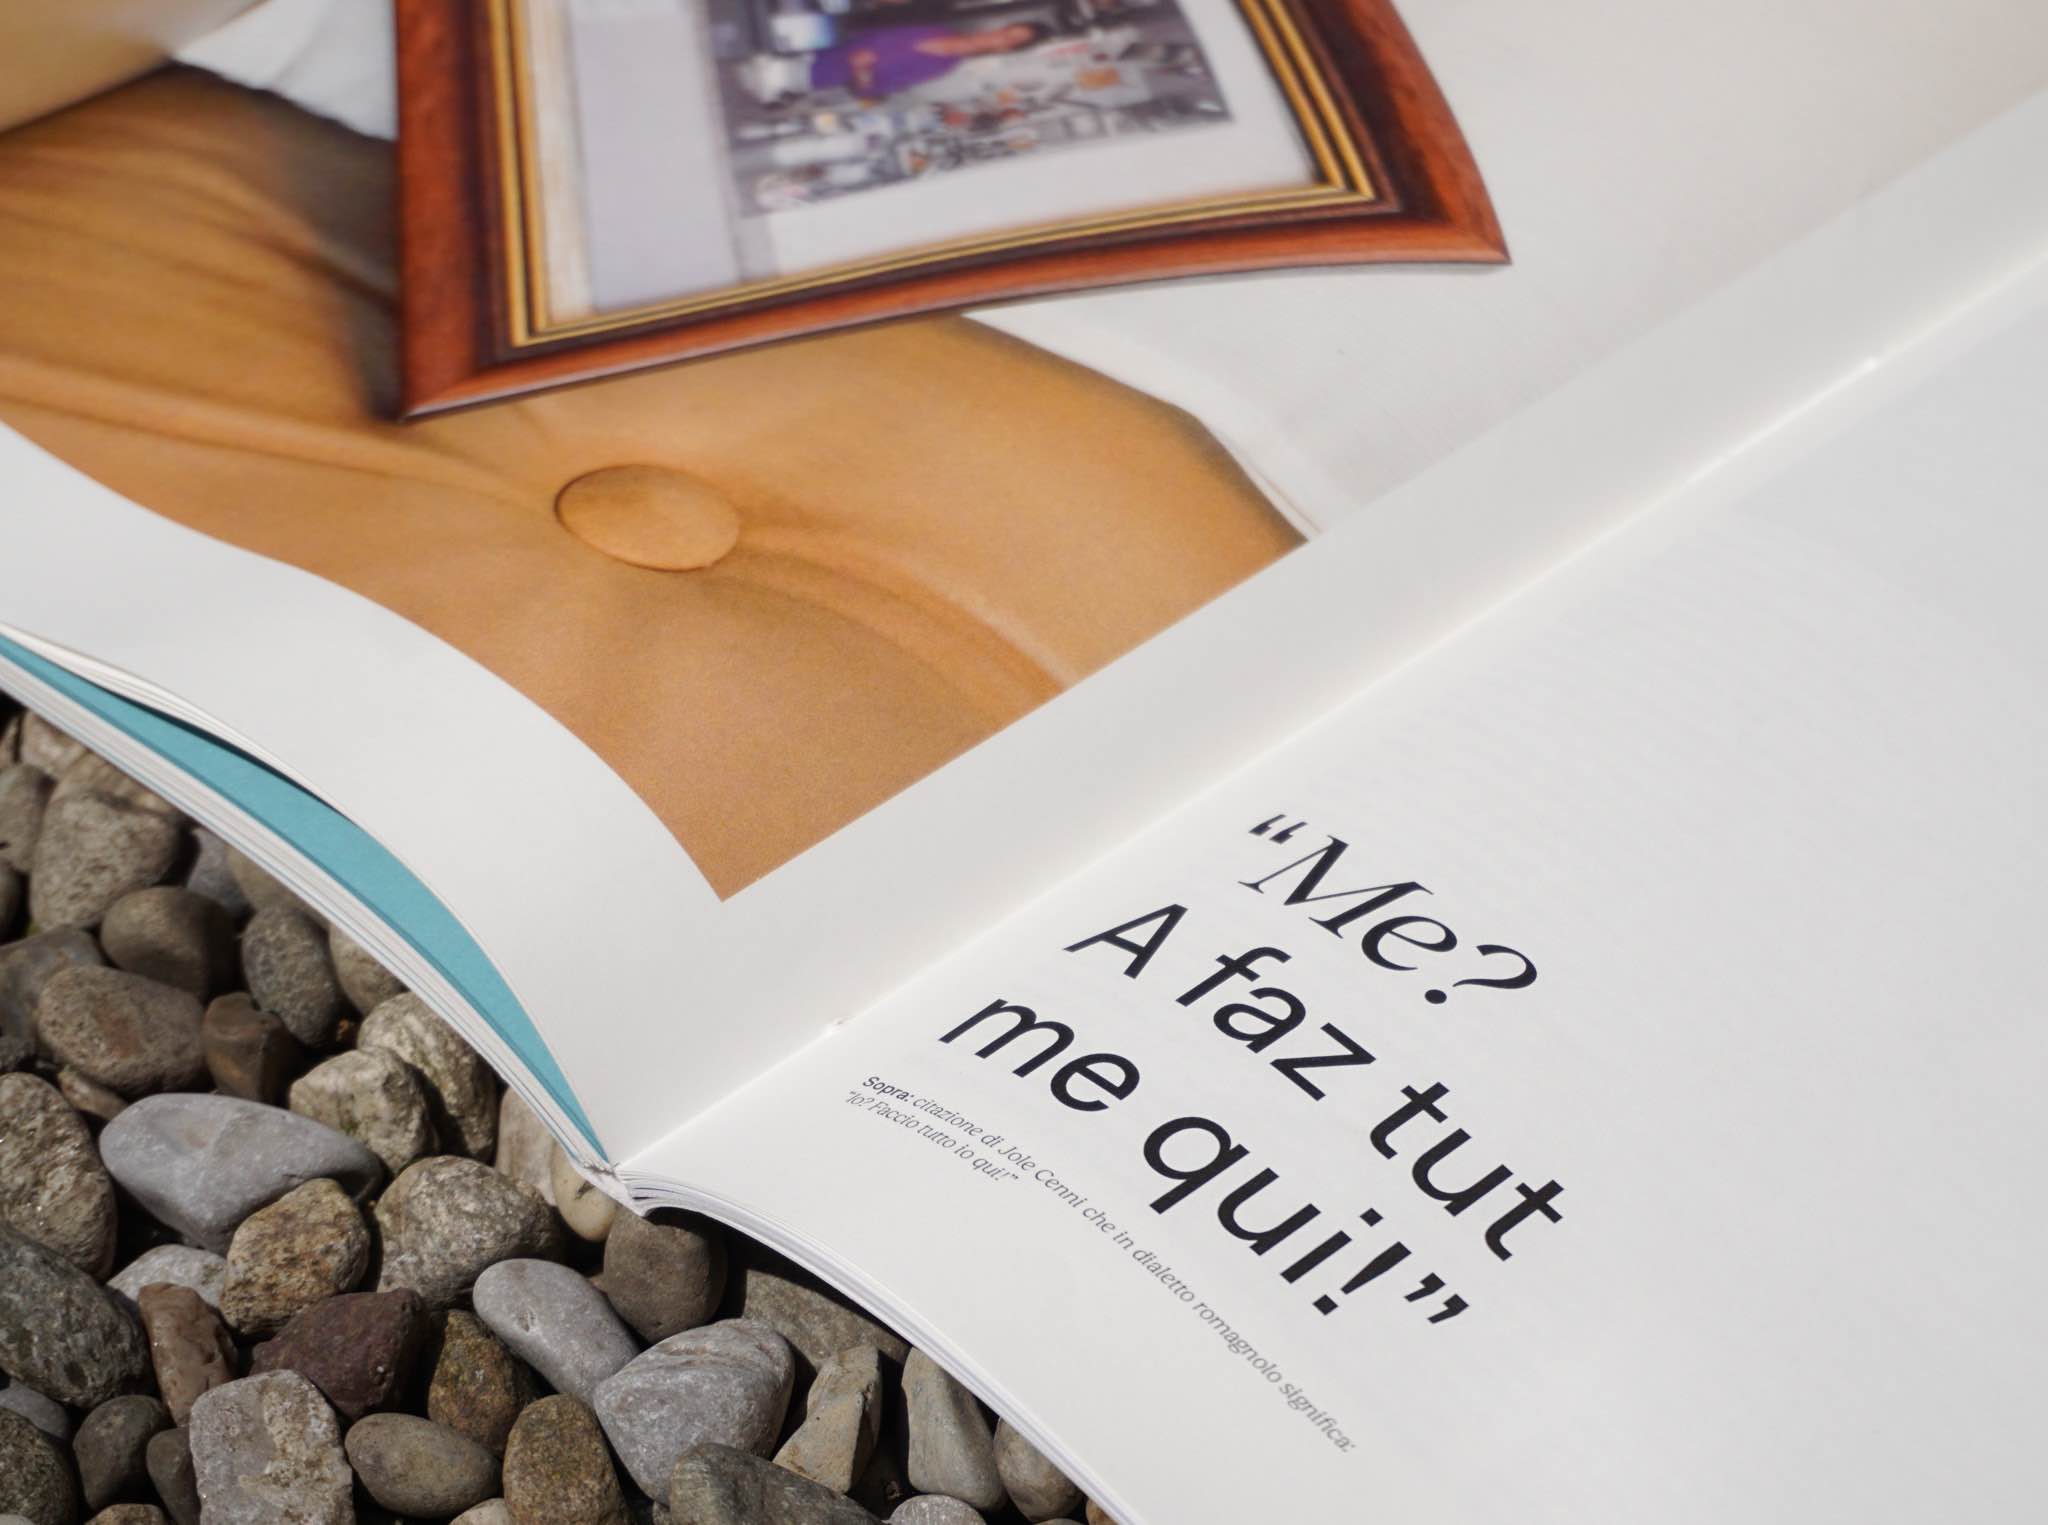 “Me?
A faz tut
me qui!”
Sopra: citazione di Jole Cenni che in dialetto romagnolo significa:
“Io? Faccio tutto io qui!”